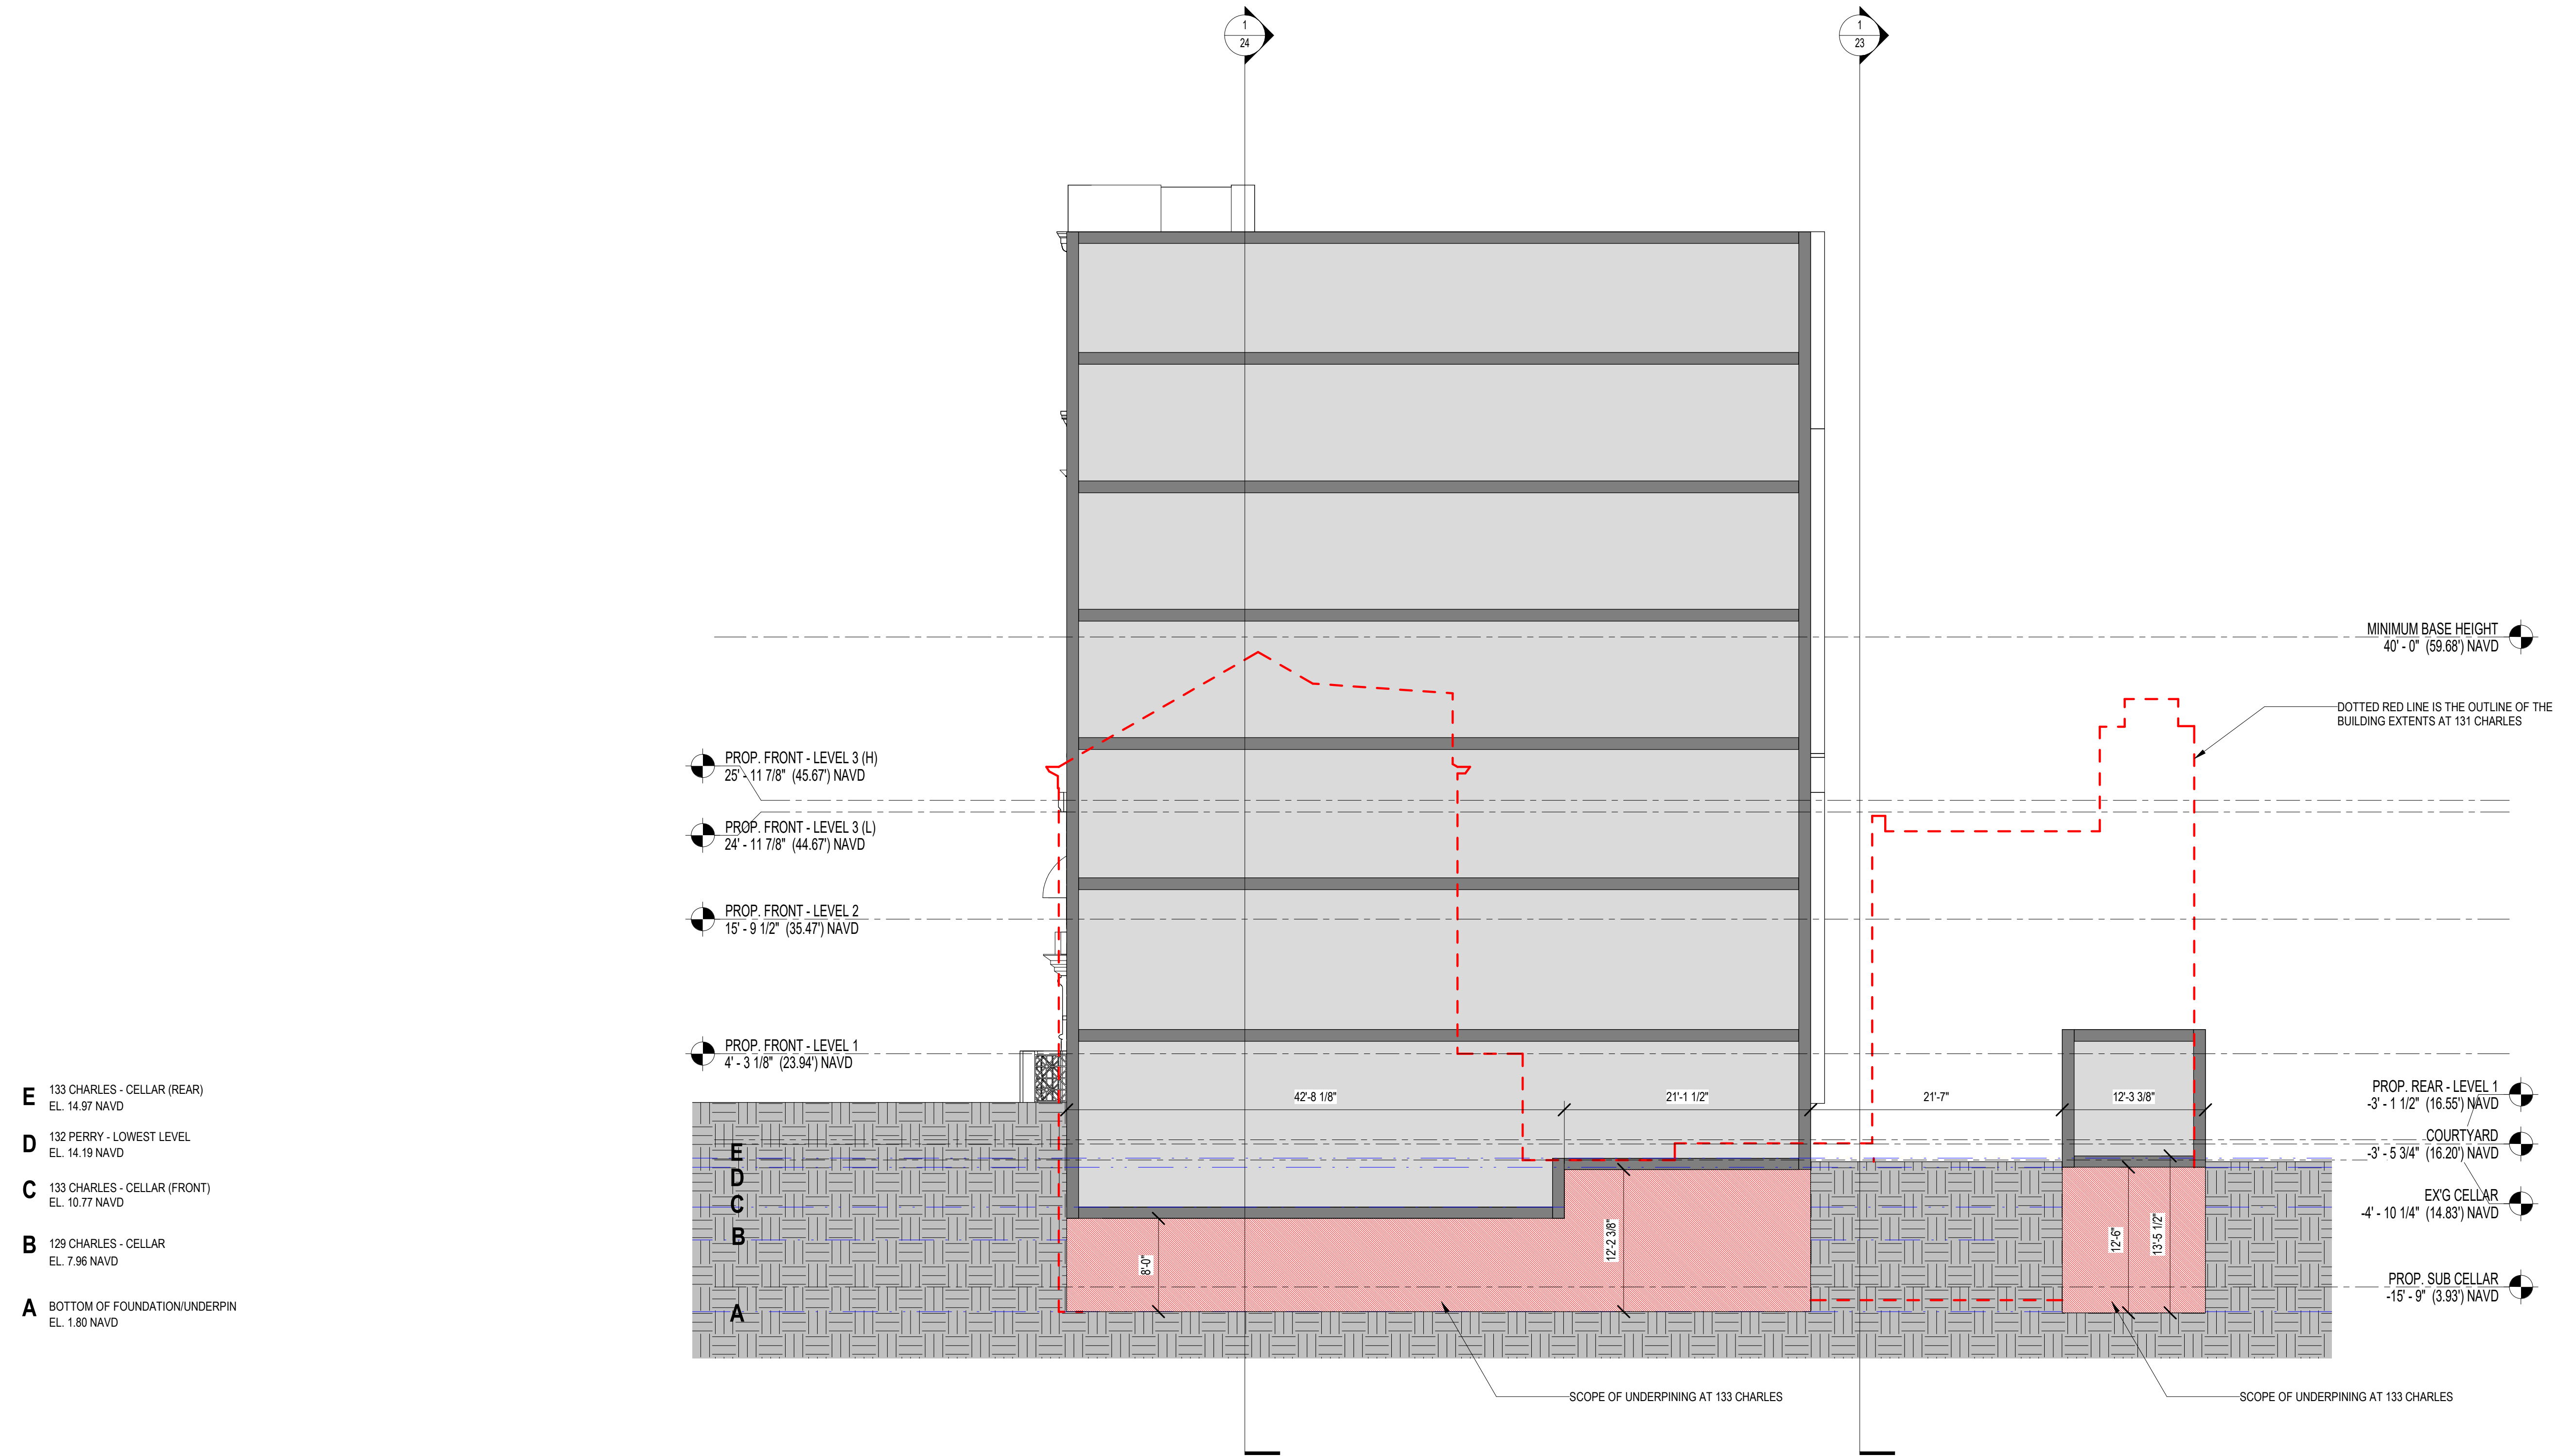 1
24
1
23
MINIMUM BASE HEIGHT
40' - 0" (59.68') NAVD
DOTTED RED LINE IS THE OUTLINE OF THE
BUILDING EXTENTS AT 131 CHARLES
PROP. FRONT - LEVEL 3 (H)
25' - 11 7/8" (45.67') NAVD
PROP. FRONT - LEVEL 3 (L)
24' - 11 7/8" (44.67') NAVD
PROP. FRONT - LEVEL 2
15' - 9 1/2" (35.47') NAVD
PROP. FRONT - LEVEL 1
4' - 3 1/8" (23.94') NAVD
E
133 CHARLES - CELLAR (REAR)
EL. 14.97 NAVD
D
132 PERRY - LOWEST LEVEL
EL. 14.19 NAVD
C
133 CHARLES - CELLAR (FRONT)
EL. 10.77 NAVD
B
129 CHARLES - CELLAR
EL. 7.96 NAVD
A
BOTTOM OF FOUNDATION/UNDERPIN
EL. 1.80 NAVD
E
D
C
B
A
42'-8 1/8"
21'-1 1/2"
21'-7"
12'-3 3/8"
8'-0"
12'-2 3/8"
12'-6"
13'-5 1/2"
PROP. REAR - LEVEL 1
-3' - 1 1/2" (16.55') NAVD
COURTYARD
-3' - 5 3/4" (16.20') NAVD
EX'G CELLAR
-4' - 10 1/4" (14.83') NAVD
PROP. SUB CELLAR
-15' - 9" (3.93') NAVD
SCOPE OF UNDERPINING AT 133 CHARLES
SCOPE OF UNDERPINING AT 133 CHARLES